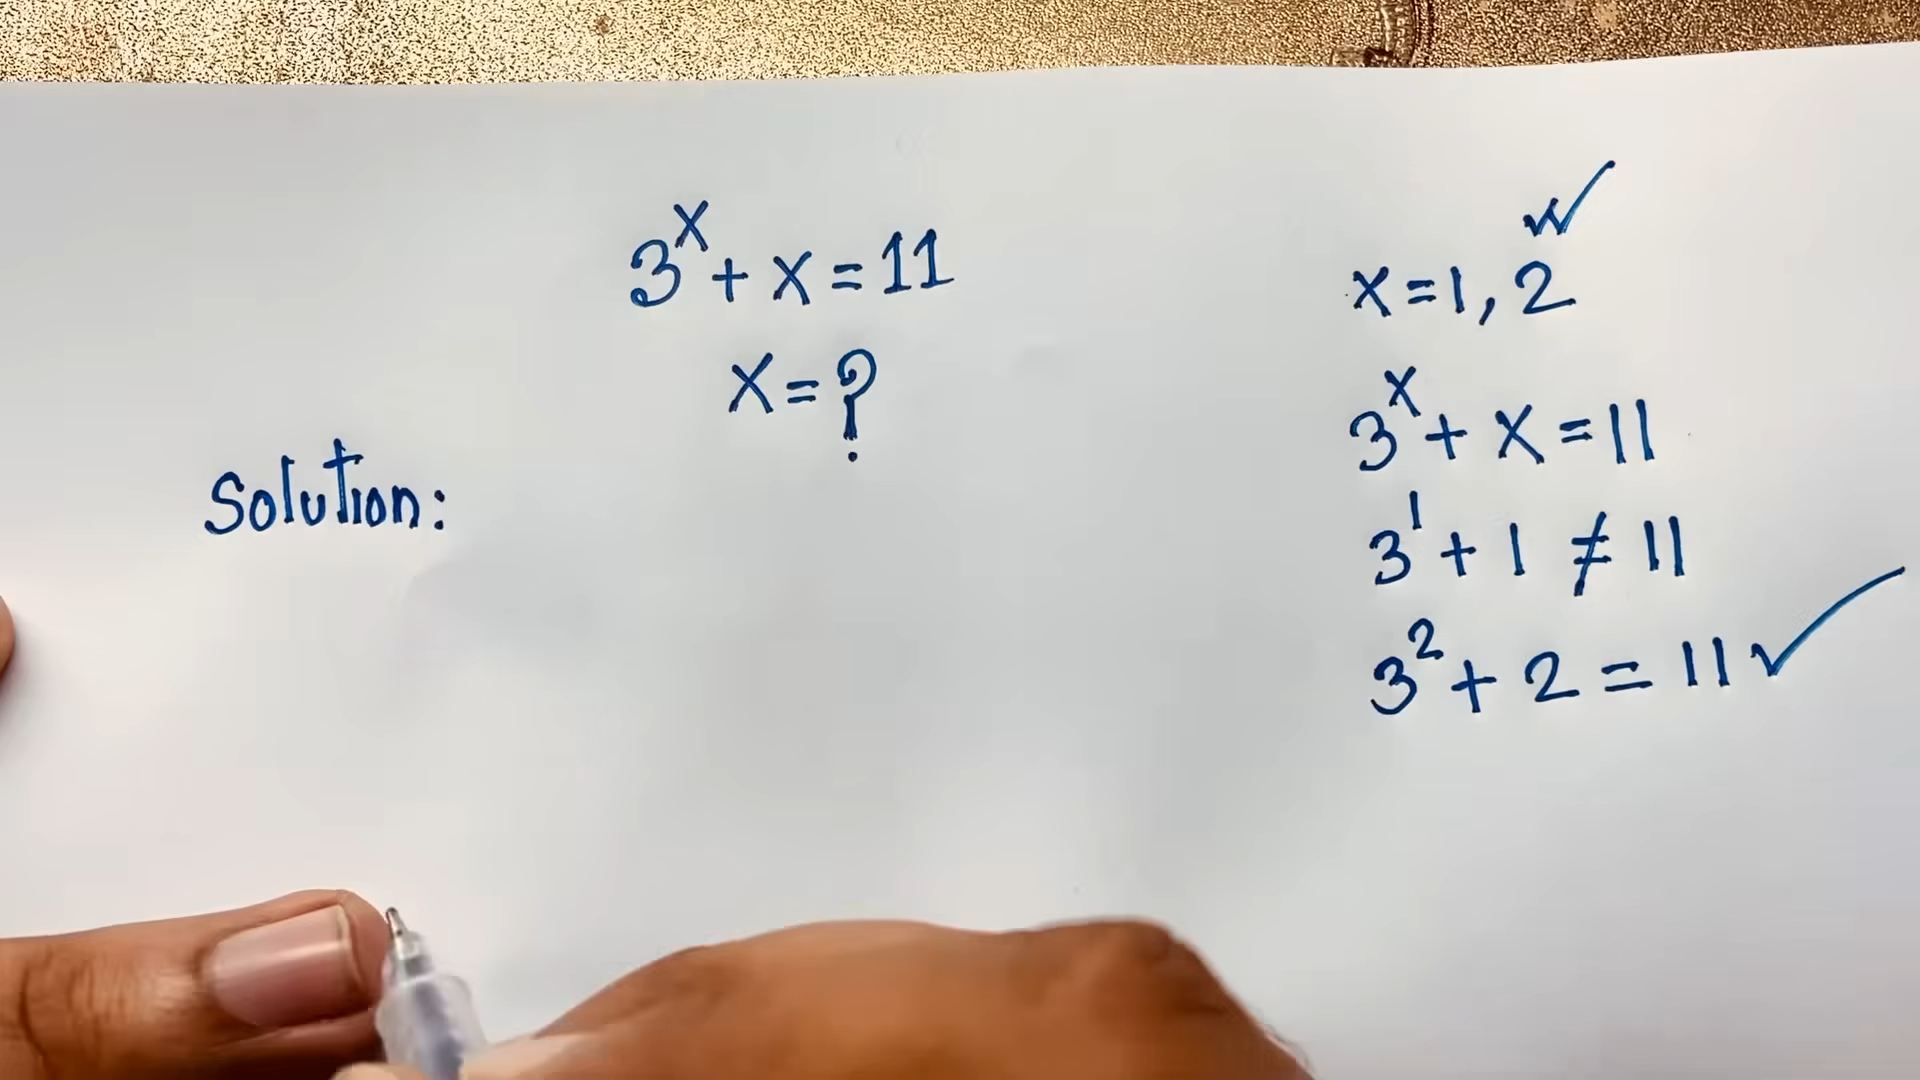 3^x + x = 11
x = ?
Solution:
x = 1, 2 ✓
3^x + x = 11
3^1 + 1 ≠ 11
3^2 + 2 = 11 ✓